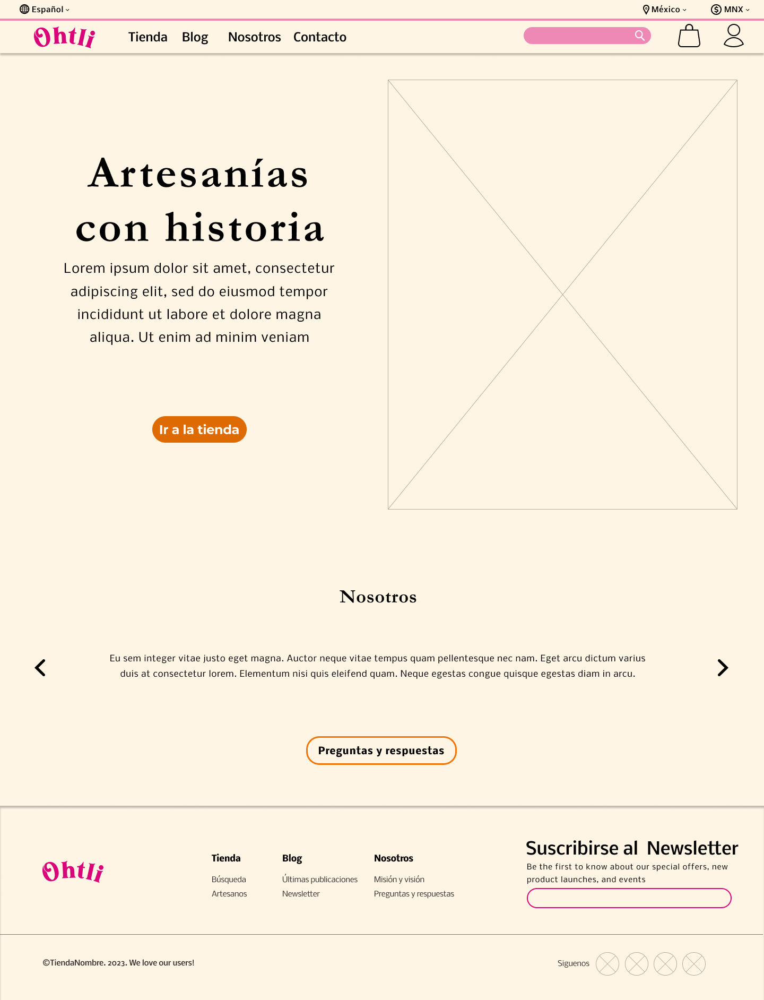 Español
México
MNX
Ohtli
Tienda Blog Nosotros Contacto
Artesanías
con historia
Lorem ipsum dolor sit amet, consectetur
adipiscing elit, sed do eiusmod tempor
incididunt ut labore et dolore magna
aliqua. Ut enim ad minim veniam
Ir a la tienda
Nosotros
Eu sem integer vitae justo eget magna. Auctor neque vitae tempus quam pellentesque nec nam. Eget arcu dictum varius
duis at consectetur lorem. Elementum nisi quis eleifend quam. Neque egestas congue quisque egestas diam in arcu.
Preguntas y respuestas
Ohtli
Tienda
Búsqueda
Artesanos
Blog
Últimas publicaciones
Newsletter
Nosotros
Misión y visión
Preguntas y respuestas
Suscribirse al Newsletter
Be the first to know about our special offers, new
product launches, and events
©TiendaNombre. 2023. We love our users!
Siguenos